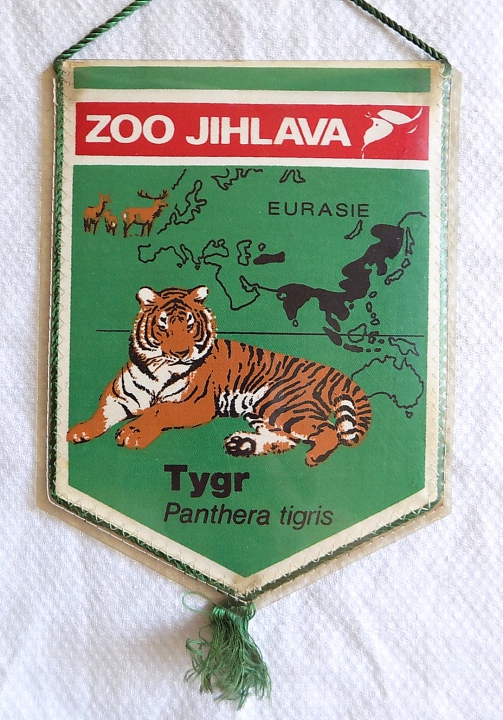 ZOO JIHLAVA
EURASIE
Tygr
Panthera tigris